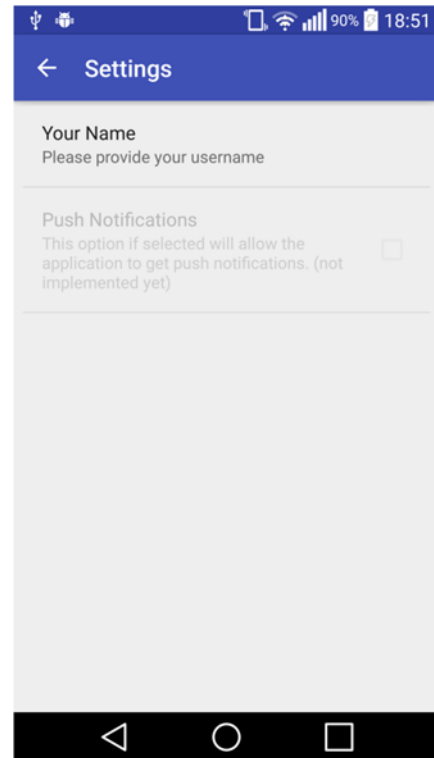 90% 18:51
Settings
Your Name
Please provide your username
Push Notifications
This option if selected will allow the
application to get push notifications. (not
implemented yet)